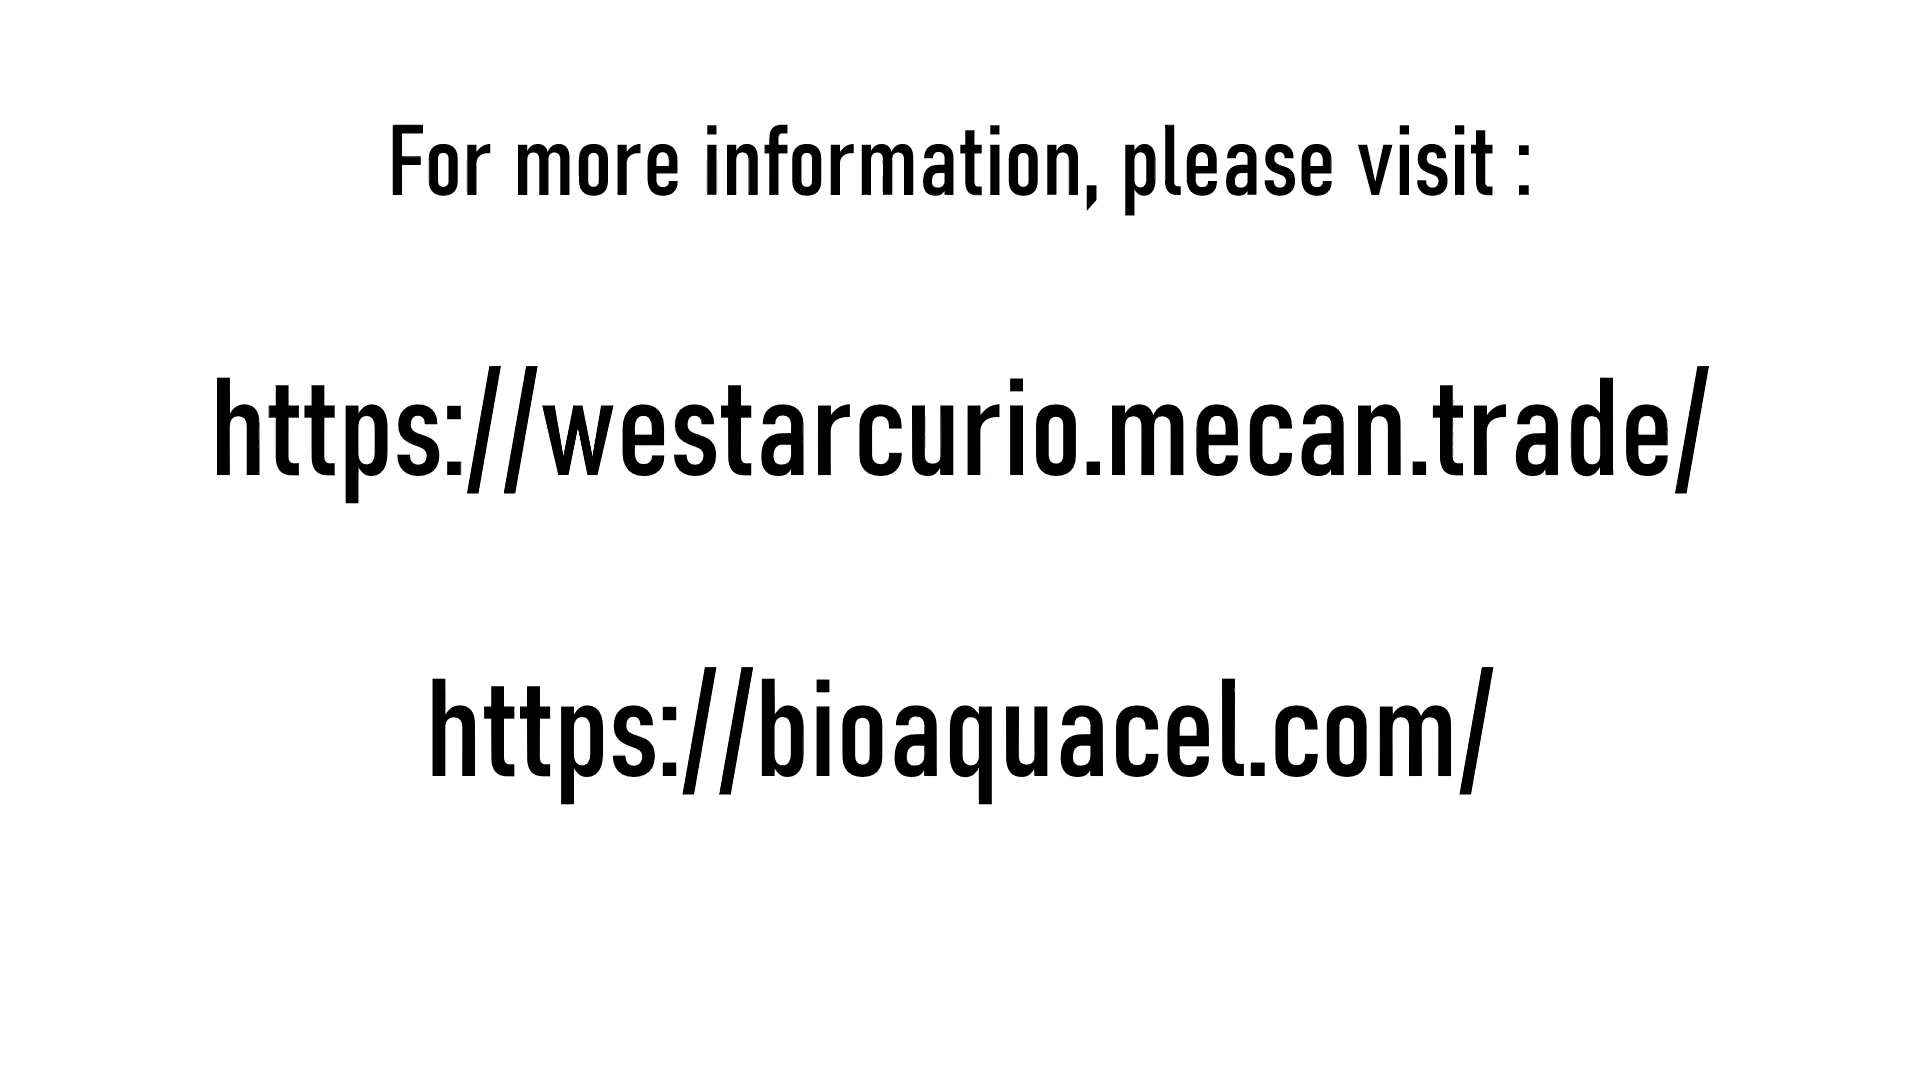 For more information, please visit :
https://westarcurio.mecan.trade/
https://bioaquacel.com/